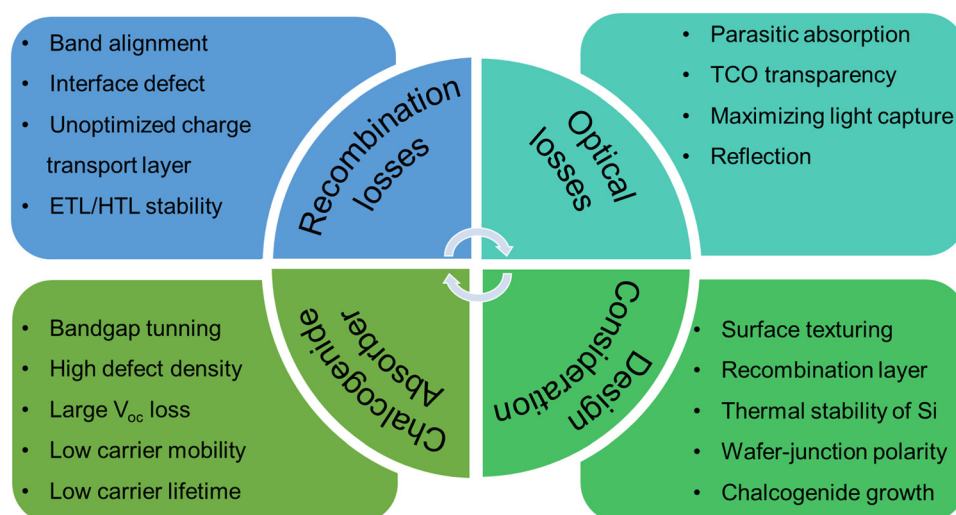 • Band alignment
• Interface defect
• Unoptimized charge
transport layer
• ETL/HTL stability
Recombination
losses
Optical
losses
• Parasitic absorption
• TCO transparency
• Maximizing light capture
• Reflection
• Bandgap tunning
• High defect density
• Large Voc loss
• Low carrier mobility
• Low carrier lifetime
Chalcogenide
Absorber
Design
Consideration
• Surface texturing
• Recombination layer
• Thermal stability of Si
• Wafer-junction polarity
• Chalcogenide growth